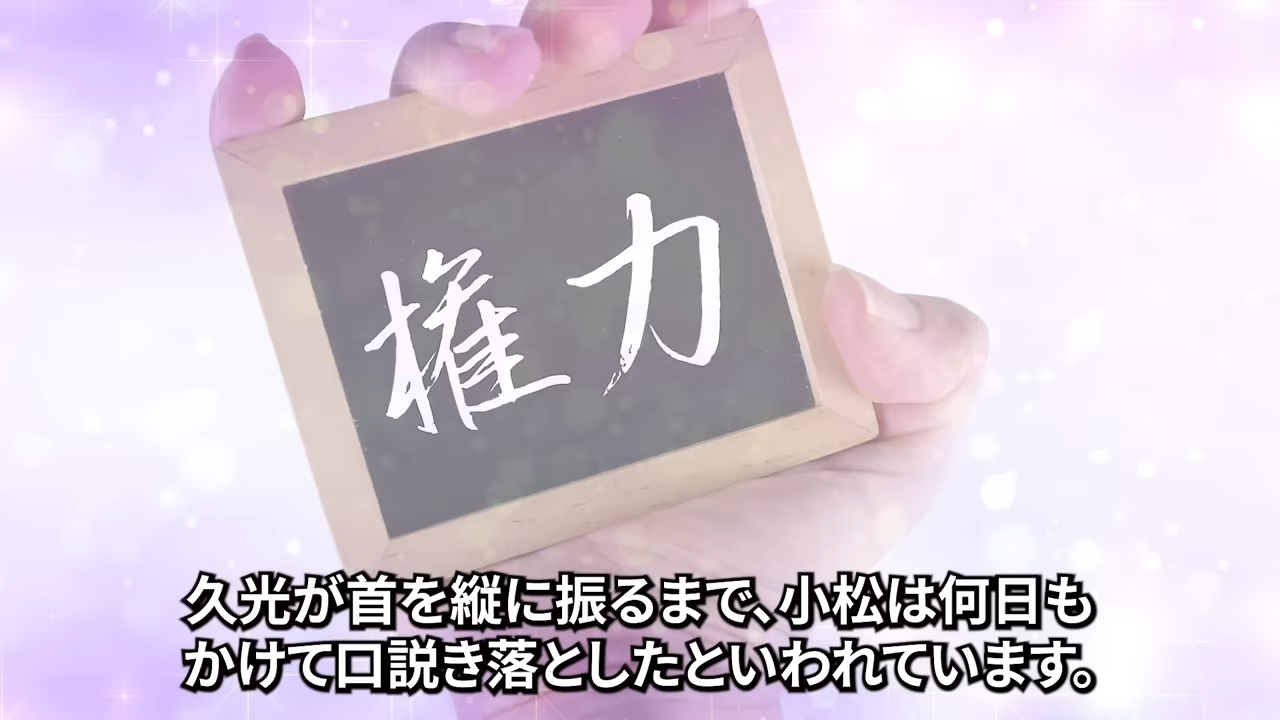 権力
久光が首を縦に振るまで、小松は何日も
かけて口説き落としたといわれています。